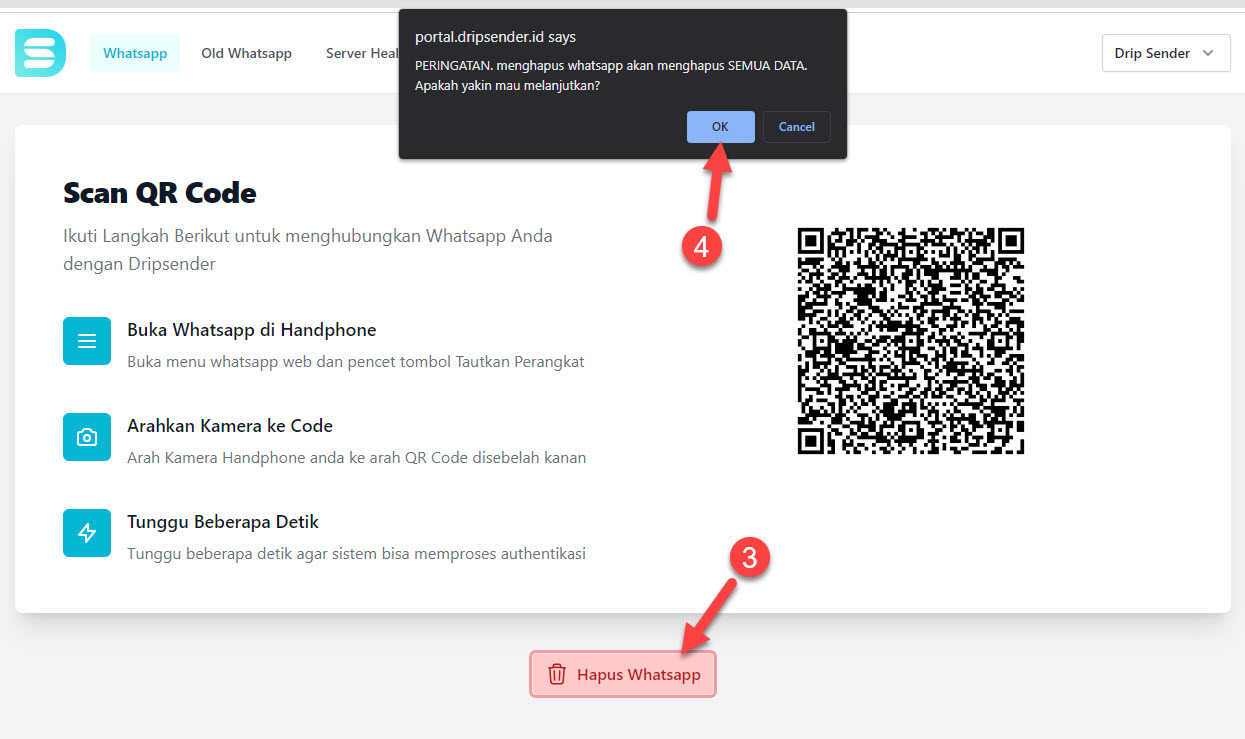 portal.dripsender.id says
PERINGATAN. menghapus whatsapp akan menghapus SEMUA DATA.
Apakah yakin mau melanjutkan?
OK
Cancel
Whatsapp
Old Whatsapp
Server Heal
Drip Sender
4
Scan QR Code
Ikuti Langkah Berikut untuk menghubungkan Whatsapp Anda
dengan Dripsender
Buka Whatsapp di Handphone
Buka menu whatsapp web dan pencet tombol Tautkan Perangkat
Arahkan Kamera ke Code
Arah Kamera Handphone anda ke arah QR Code disebelah kanan
Tunggu Beberapa Detik
Tunggu beberapa detik agar sistem bisa memproses authentikasi
3
Hapus Whatsapp